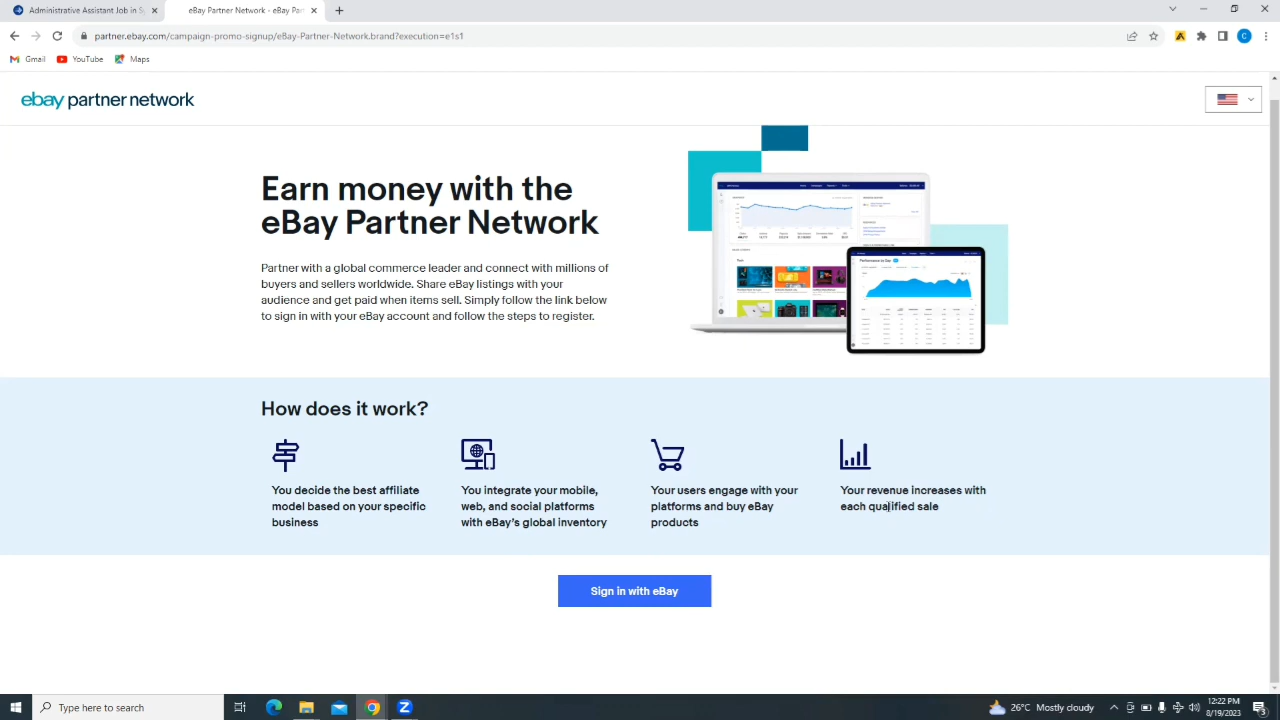 Administrative Assistant Job in Sy
eBay Partner Network - eBay Par
partner.ebay.com/campaign-promo-signup/eBay-Partner-Network.brand?execution=e1s1
C
Gmail
YouTube
Maps
ebay partner network
Earn money with the
eBay Partner Network
Partner with a global commerce leader and connect with millions of
buyers and sellers worldwide. Share eBay listings with your
audience and get paid when items sell. Simply follow the link below
to sign in with your eBay account and follow the steps to register.
How does it work?
You decide the best affiliate
model based on your specific
business
You integrate your mobile,
web, and social platforms
with eBay's global inventory
Your users engage with your
platforms and buy eBay
products
Your revenue increases with
each qualified sale
Sign in with eBay
Type here to search
Z
26°C Mostly cloudy
12:22 PM
8/19/2023